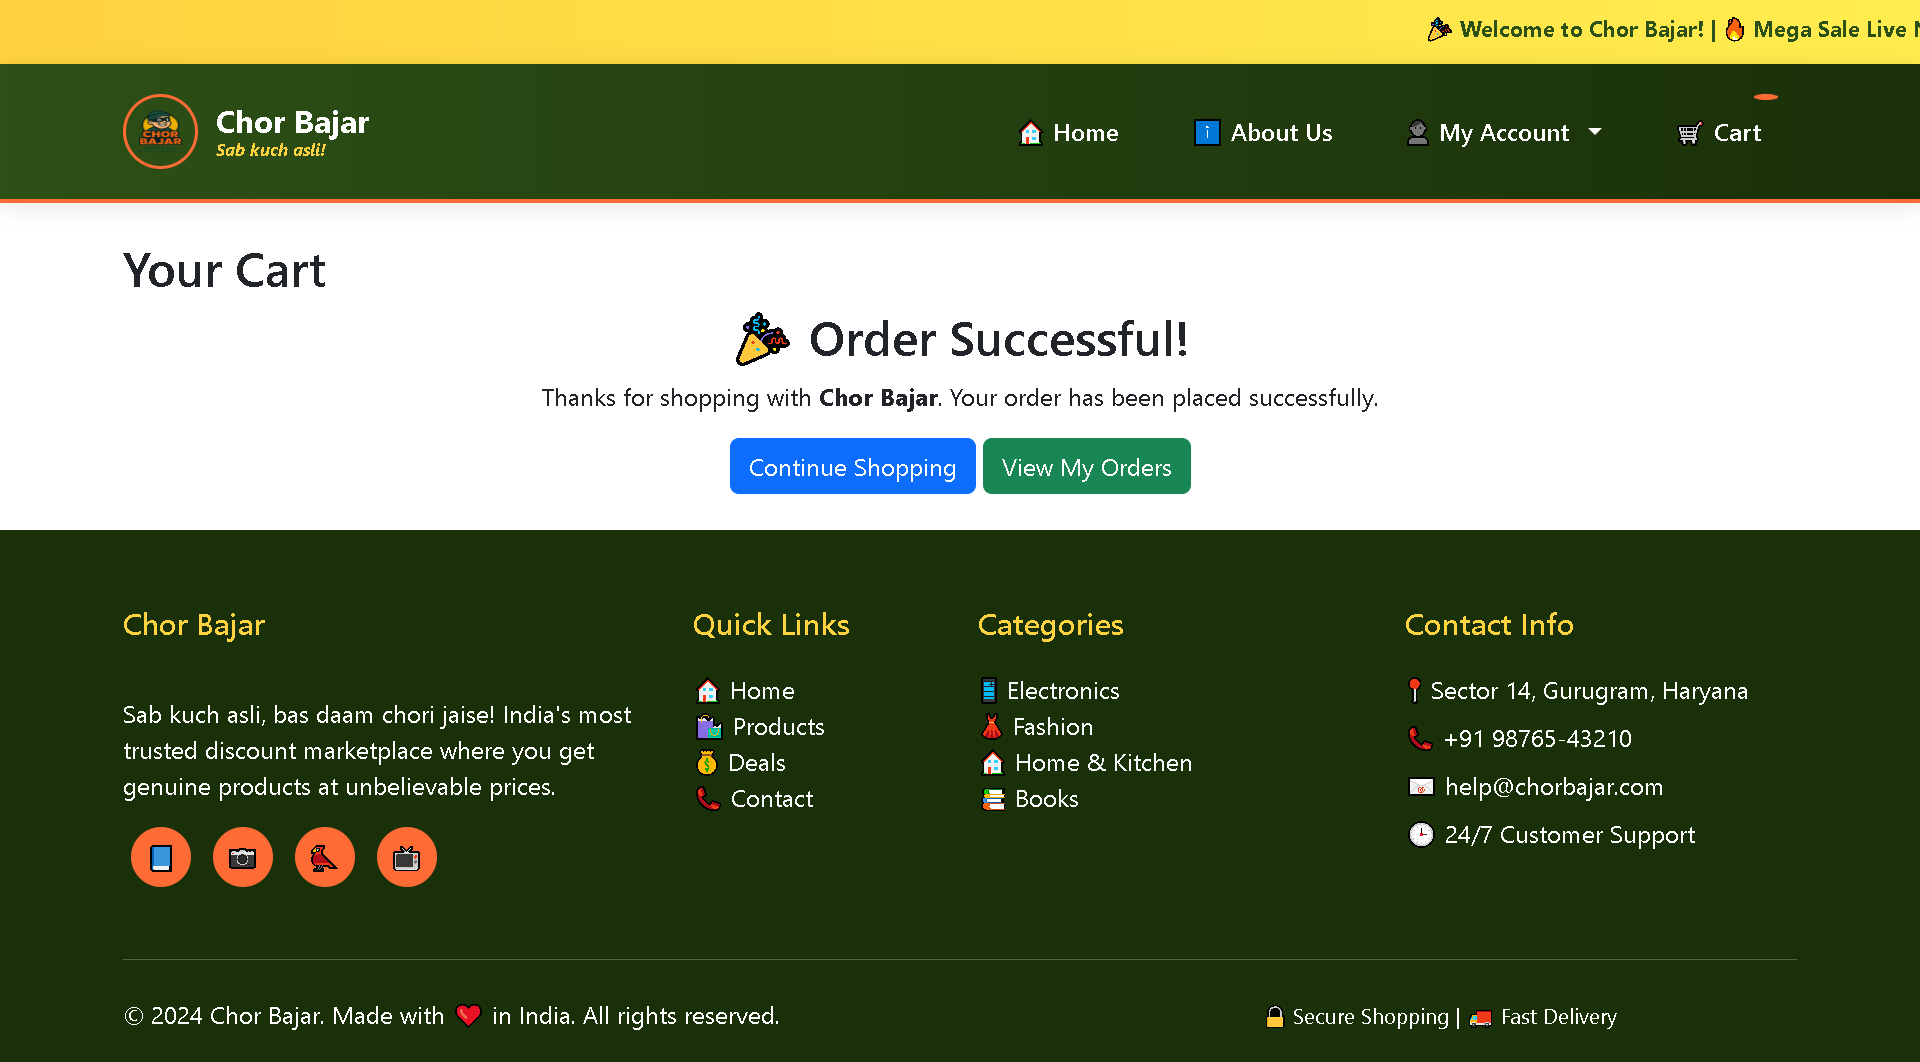 🎉 Welcome to Chor Bajar! | 🔥 Mega Sale Live
CHOR BAJAR
Chor Bajar
Sab kuch asli!
🏠 Home
ℹ️ About Us
👤 My Account
🛒 Cart
Your Cart
🎉 Order Successful!
Thanks for shopping with Chor Bajar. Your order has been placed successfully.
Continue Shopping
View My Orders
Chor Bajar
Sab kuch asli, bas daam chori jaise! India's most
trusted discount marketplace where you get
genuine products at unbelievable prices.
Quick Links
🏠 Home
🛍️ Products
💰 Deals
📞 Contact
Categories
📱 Electronics
👗 Fashion
🏠 Home & Kitchen
📚 Books
Contact Info
📍 Sector 14, Gurugram, Haryana
📞 +91 98765-43210
📧 help@chorbajar.com
🕒 24/7 Customer Support
© 2024 Chor Bajar. Made with ❤️ in India. All rights reserved.
🔒 Secure Shopping | 🚚 Fast Delivery